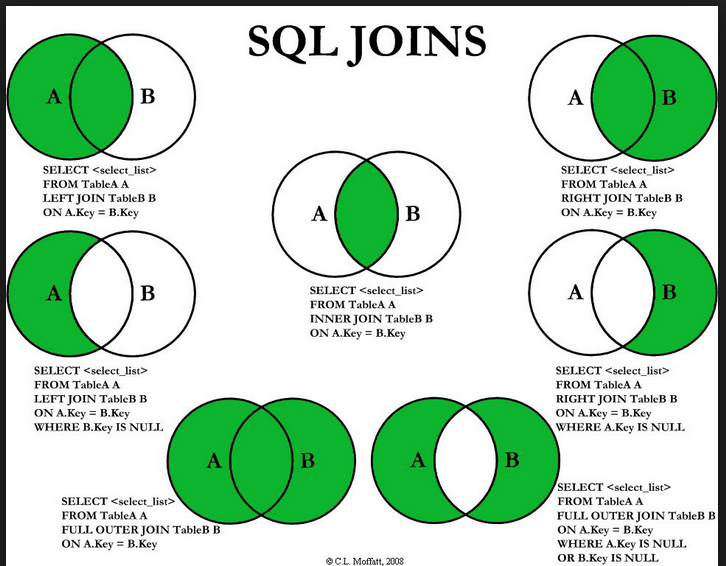 SQL JOINS
A B
SELECT <select_list>
FROM TableA A
LEFT JOIN TableB B
ON A.Key = B.Key
A B
SELECT <select_list>
FROM TableA A
RIGHT JOIN TableB B
ON A.Key = B.Key
A B
SELECT <select_list>
FROM TableA A
INNER JOIN TableB B
ON A.Key = B.Key
A B
SELECT <select_list>
FROM TableA A
LEFT JOIN TableB B
ON A.Key = B.Key
WHERE B.Key IS NULL
A B
SELECT <select_list>
FROM TableA A
RIGHT JOIN TableB B
ON A.Key = B.Key
WHERE A.Key IS NULL
A B
SELECT <select_list>
FROM TableA A
FULL OUTER JOIN TableB B
ON A.Key = B.Key
A B
SELECT <select_list>
FROM TableA A
FULL OUTER JOIN TableB B
ON A.Key = B.Key
WHERE A.Key IS NULL
OR B.Key IS NULL
© C.L. Moffatt, 2008